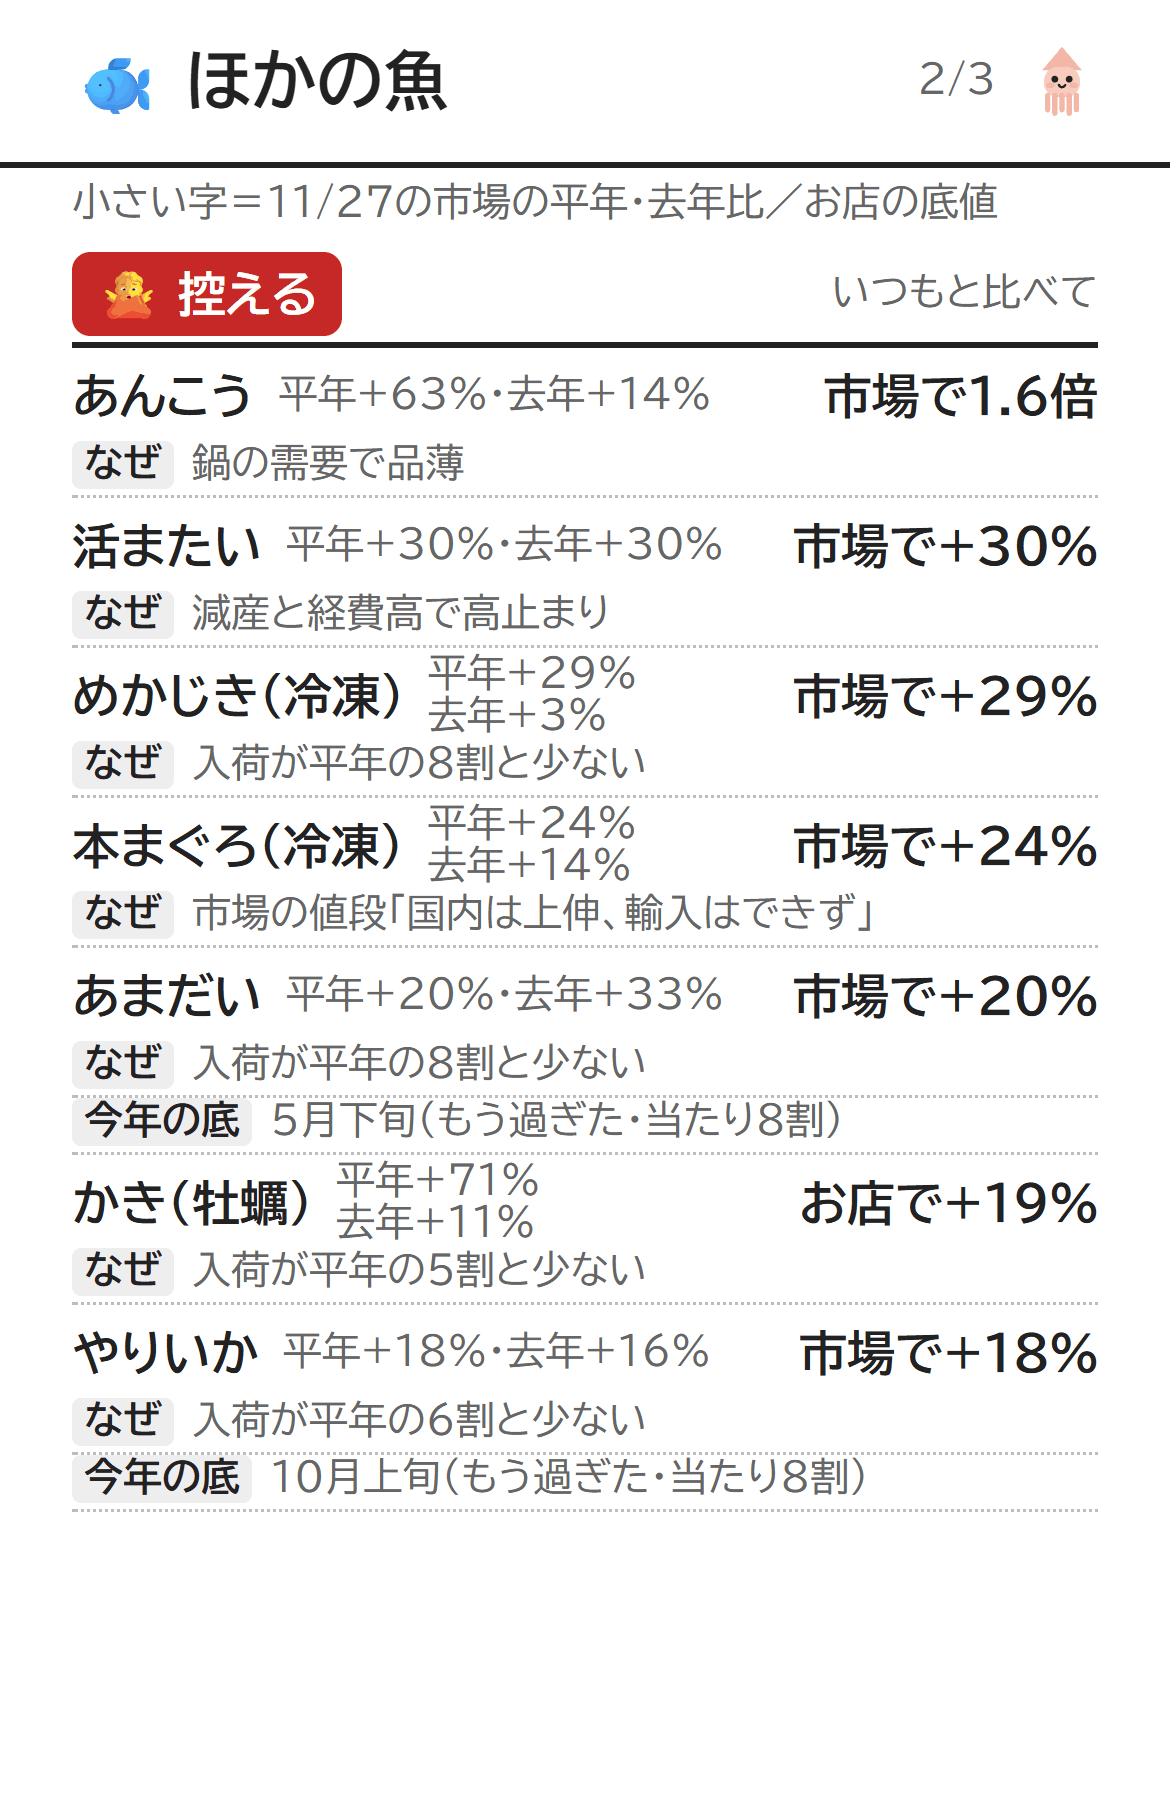 ほかの魚 2/3
小さい字＝11/27の市場の平年・去年比／お店の底値
控える いつもと比べて
あんこう 平年+63%・去年+14% 市場で1.6倍
なぜ 鍋の需要で品薄
活まだい 平年+30%・去年+30% 市場で+30%
なぜ 減産と経費高で高止まり
めかじき（冷凍） 平年+29% 去年+3% 市場で+29%
なぜ 入荷が平年の8割と少ない
本まぐろ（冷凍） 平年+24% 去年+14% 市場で+24%
なぜ 市場の値段「国内は上伸、輸入はできず」
あまだい 平年+20%・去年+33% 市場で+20%
なぜ 入荷が平年の8割と少ない
今年の底 5月下旬（もう過ぎた・当たり8割）
かき（牡蠣） 平年+71% 去年+11% お店で+19%
なぜ 入荷が平年の5割と少ない
やりいか 平年+18%・去年+16% 市場で+18%
なぜ 入荷が平年の6割と少ない
今年の底 10月上旬（もう過ぎた・当たり8割）